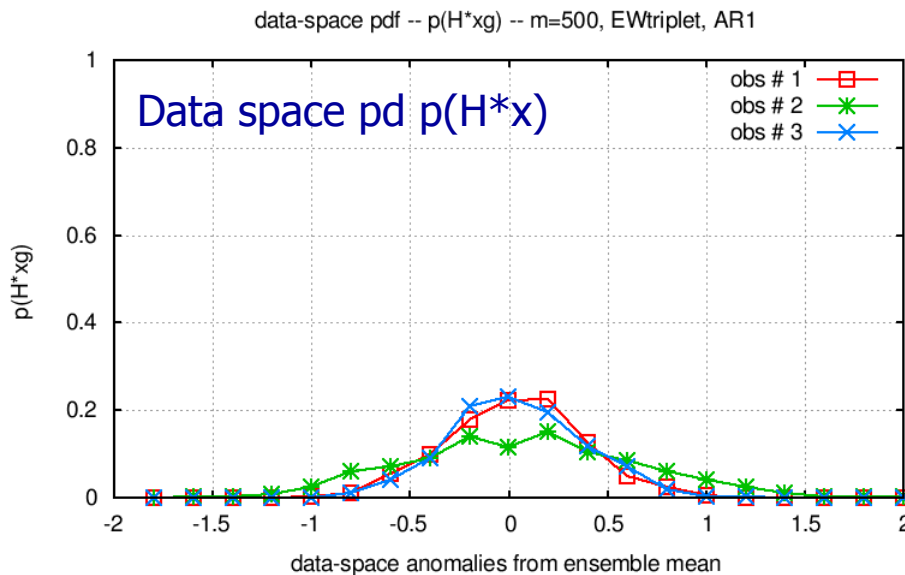 data-space pdf -- p(H*xg) -- m=500, EWtriplet, AR1
Data space pd p(H*x)
obs # 1
obs # 2
obs # 3
p(H*xg)
1
0.8
0.6
0.4
0.2
0
-2 -1.5 -1 -0.5 0 0.5 1 1.5 2
data-space anomalies from ensemble mean